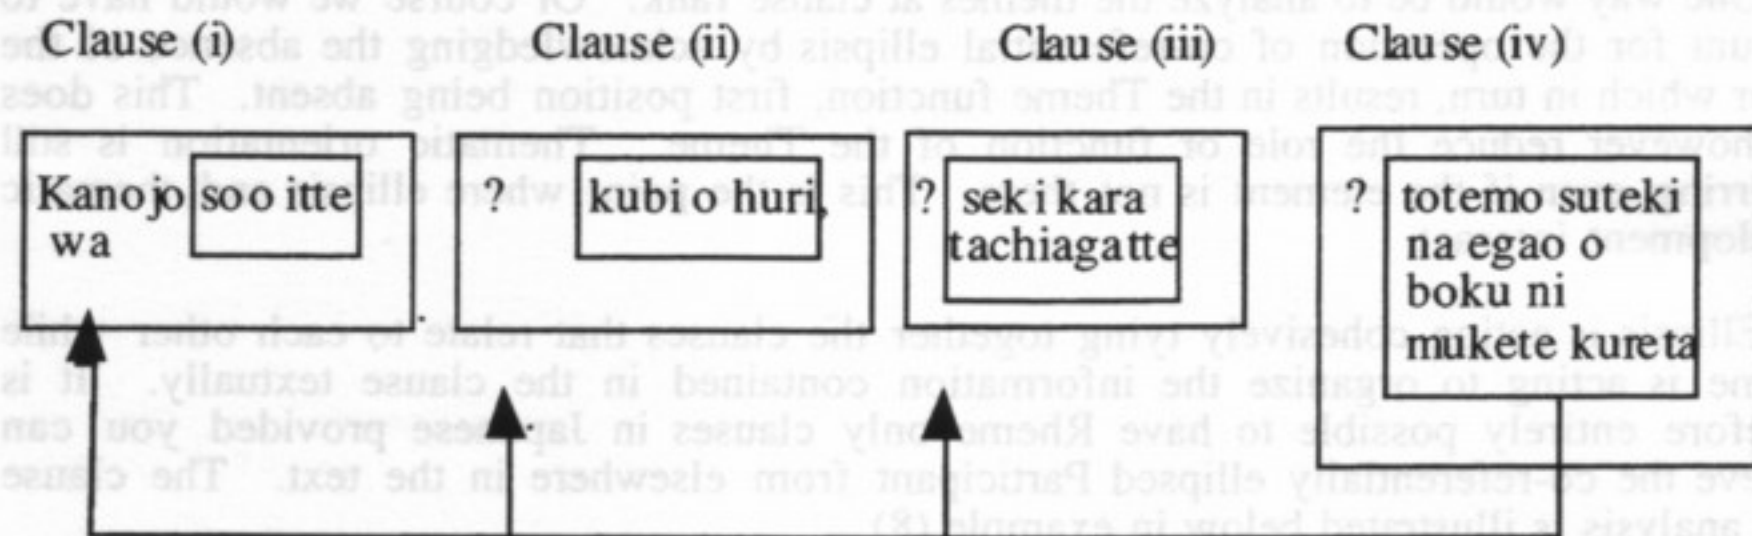 Clause (i) Clause (ii) Clause (iii) Clause (iv)
Kanojo wa
soo itte
?
kubi o huri,
?
seki kara
tachiagatte
?
totemo suteki
na egao o
boku ni
mukete kureta